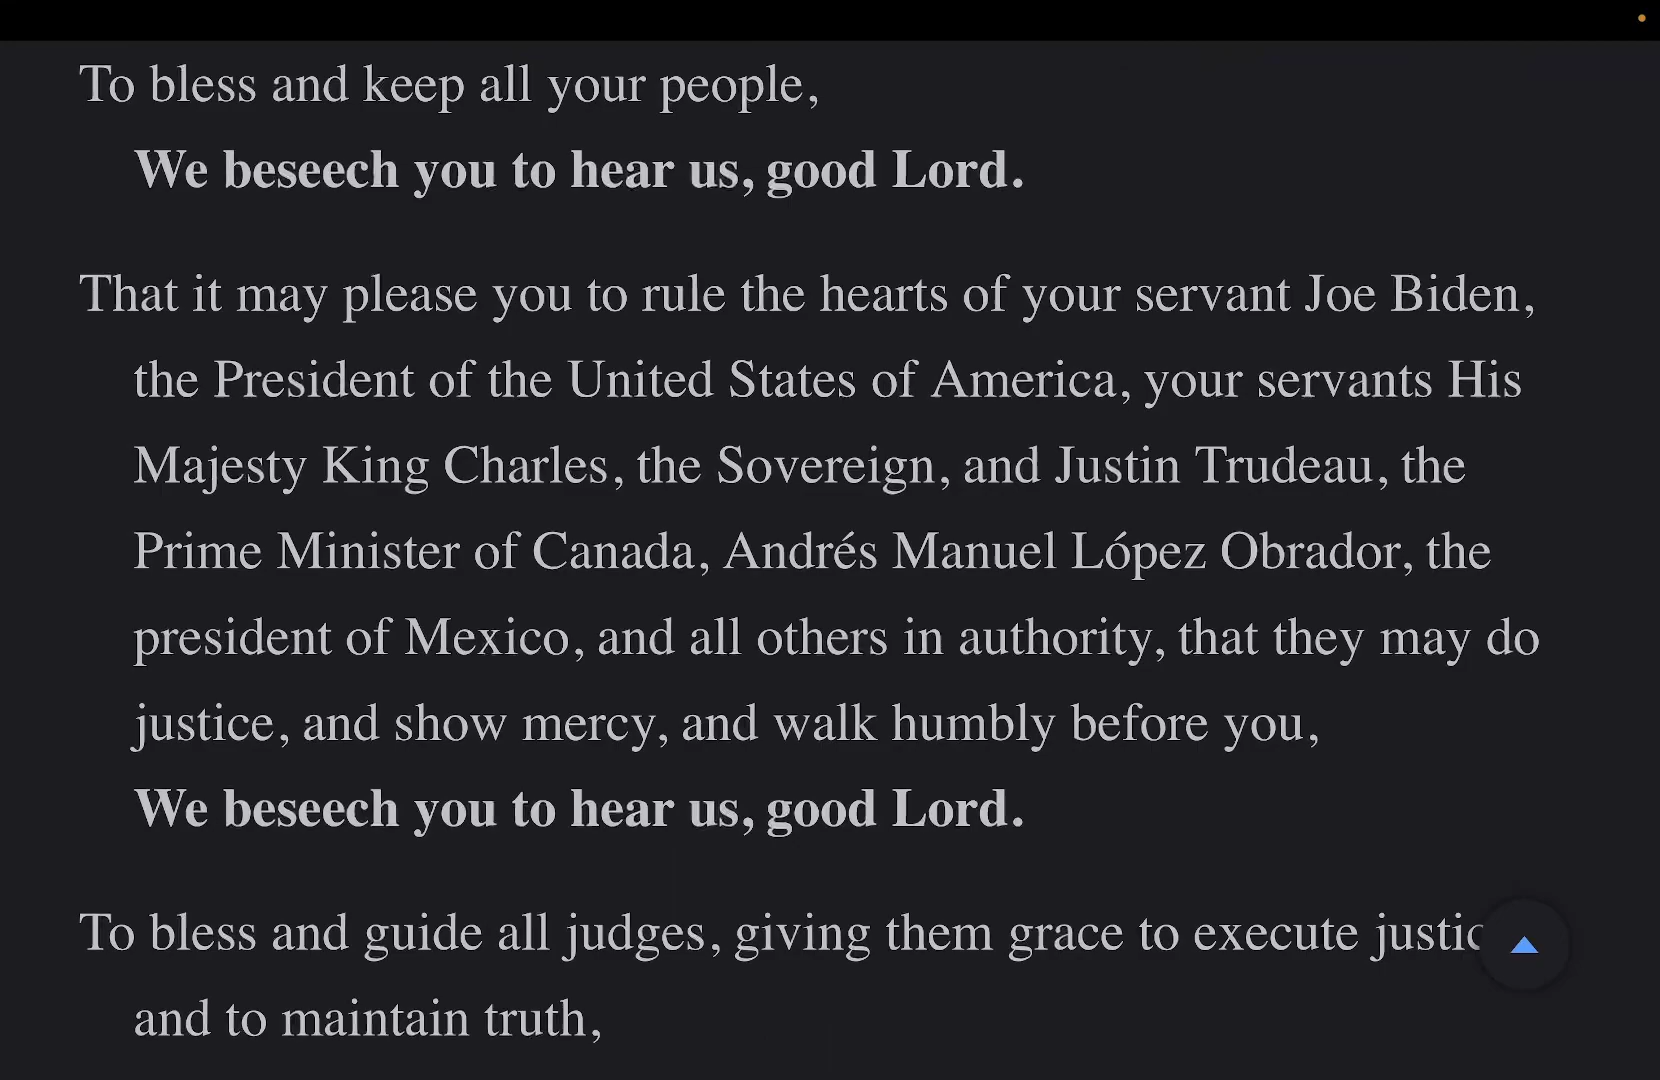 To bless and keep all your people,
We beseech you to hear us, good Lord.
That it may please you to rule the hearts of your servant Joe Biden,
the President of the United States of America, your servants His
Majesty King Charles, the Sovereign, and Justin Trudeau, the
Prime Minister of Canada, Andrés Manuel López Obrador, the
president of Mexico, and all others in authority, that they may do
justice, and show mercy, and walk humbly before you,
We beseech you to hear us, good Lord.
To bless and guide all judges, giving them grace to execute
and to maintain truth,